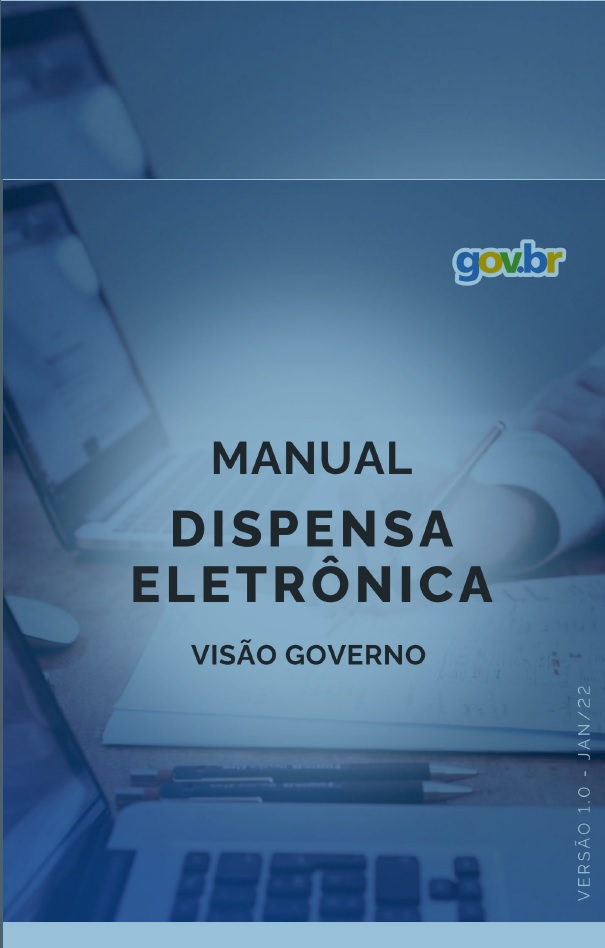 gov.br
MANUAL
DISPENSA
ELETRÔNICA
VISÃO GOVERNO
VERSÃO 1.0 - JAN/22